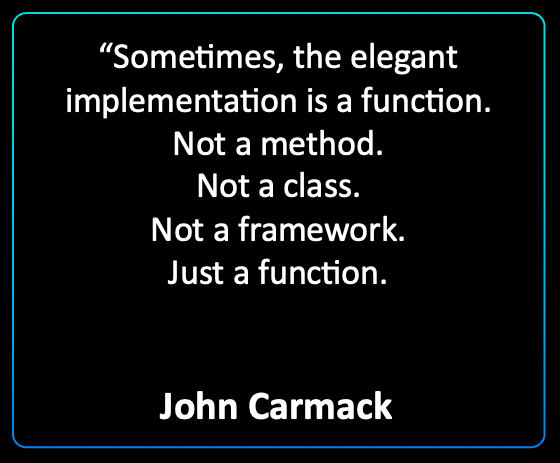 “Sometimes, the elegant
implementation is a function.
Not a method.
Not a class.
Not a framework.
Just a function.
John Carmack